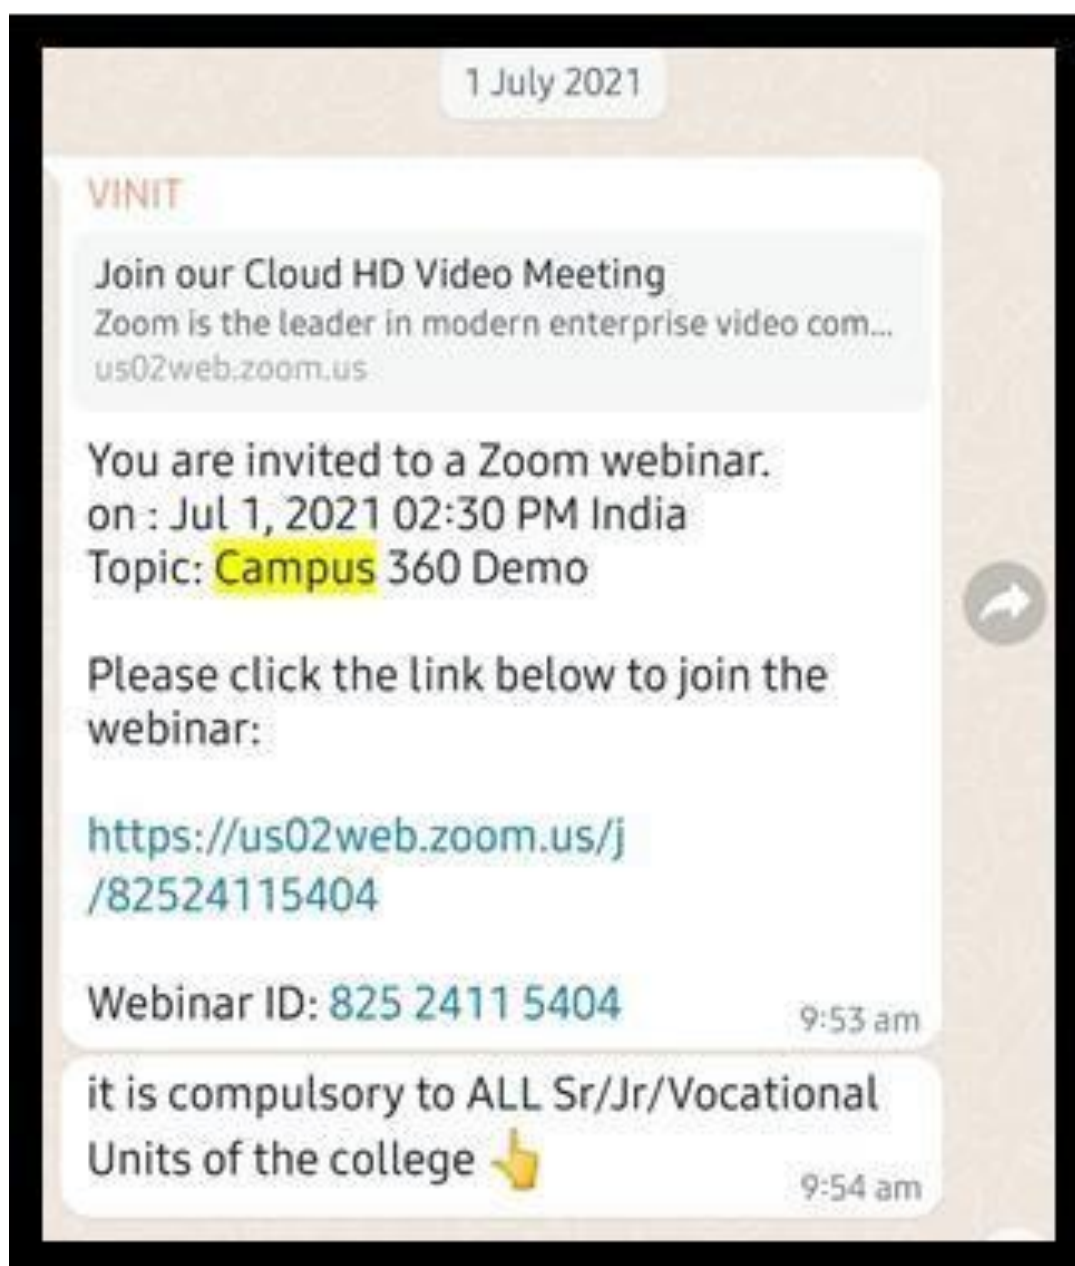 1 July 2021
VINIT
Join our Cloud HD Video Meeting
Zoom is the leader in modern enterprise video com...
us02web.zoom.us
You are invited to a Zoom webinar.
on : Jul 1, 2021 02:30 PM India
Topic: Campus 360 Demo
Please click the link below to join the
webinar:
https://us02web.zoom.us/j
/82524115404
Webinar ID: 825 2411 5404
9:53 am
it is compulsory to ALL Sr/Jr/Vocational
Units of the college 👆
9:54 am